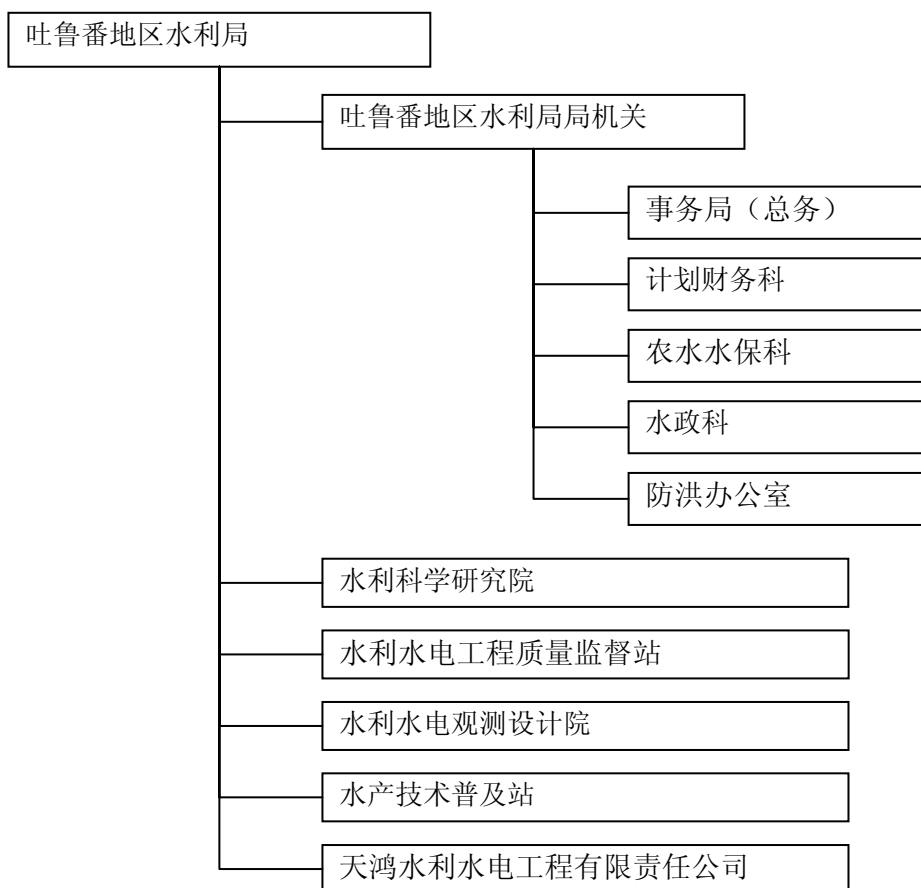 吐鲁番地区水利局
吐鲁番地区水利局局机关
事务局（总务）
计划财务科
农水水保科
水政科
防洪办公室
水利科学研究院
水利水电工程质量监督站
水利水电观测设计院
水产技术普及站
天鸿水利水电工程有限责任公司